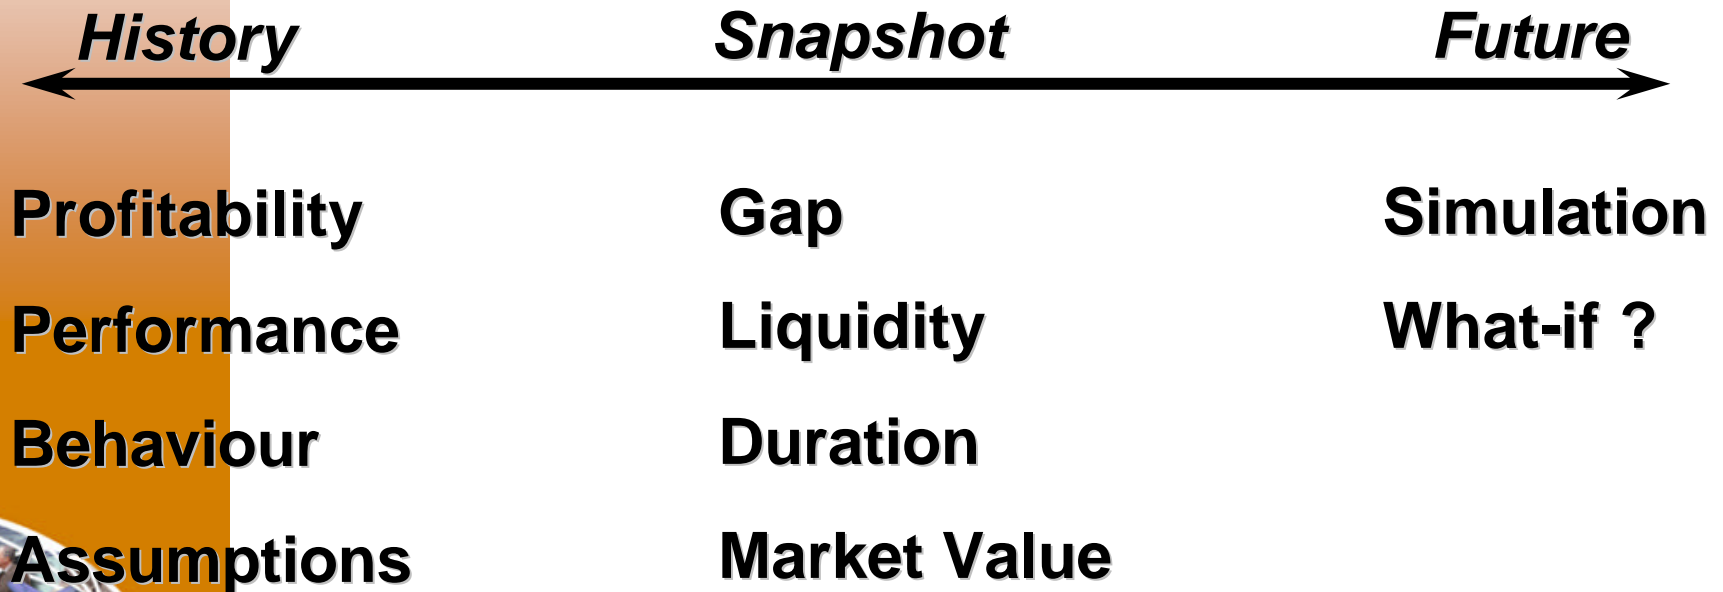 History Snapshot Future
Profitability Gap Simulation
Performance Liquidity What-if ?
Behaviour Duration
Assumptions Market Value